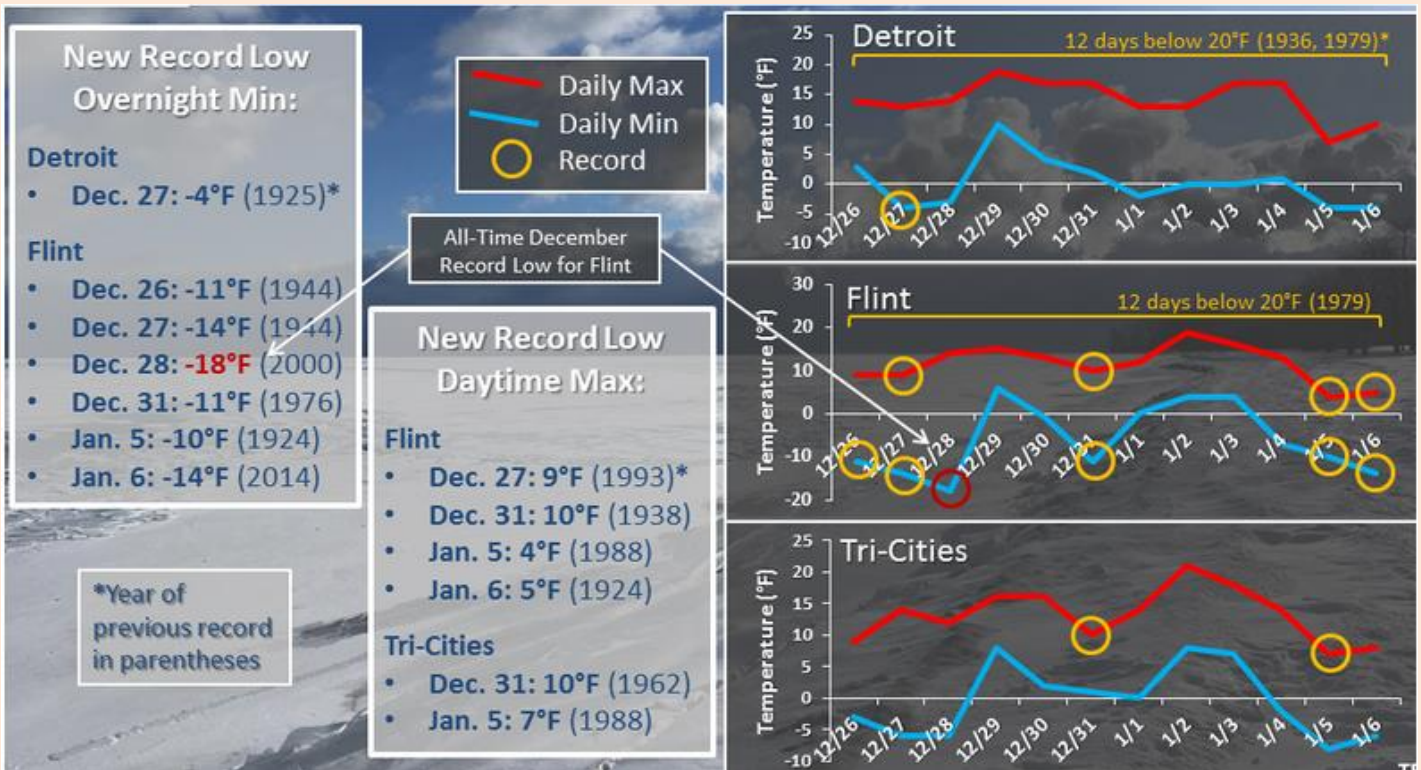 New Record Low
Overnight Min:
Detroit
• Dec. 27: -4°F (1925)*
Flint
• Dec. 26: -11°F (1944)
• Dec. 27: -14°F (1944)
• Dec. 28: -18°F (2000)
• Dec. 31: -11°F (1976)
• Jan. 5: -10°F (1924)
• Jan. 6: -14°F (2014)
*Year of
previous record
in parentheses
Daily Max
Daily Min
Record
All-Time December
Record Low for Flint
New Record Low
Daytime Max:
Flint
• Dec. 27: 9°F (1993)*
• Dec. 31: 10°F (1938)
• Jan. 5: 4°F (1988)
• Jan. 6: 5°F (1924)
Tri-Cities
• Dec. 31: 10°F (1962)
• Jan. 5: 7°F (1988)
Detroit
12 days below 20°F (1936, 1979)*
Temperature (°F)
25
20
15
10
5
0
-5
-10
12/26 12/27 12/28 12/29 12/30 12/31 1/1 1/2 1/3 1/4 1/5 1/6
Flint
12 days below 20°F (1979)
Temperature (°F)
30
20
10
0
-10
-20
12/26 12/27 12/28 12/29 12/30 12/31 1/1 1/2 1/3 1/4 1/5 1/6
Tri-Cities
Temperature (°F)
25
20
15
10
5
0
-5
-10
12/26 12/27 12/28 12/29 12/30 12/31 1/1 1/2 1/3 1/4 1/5 1/6